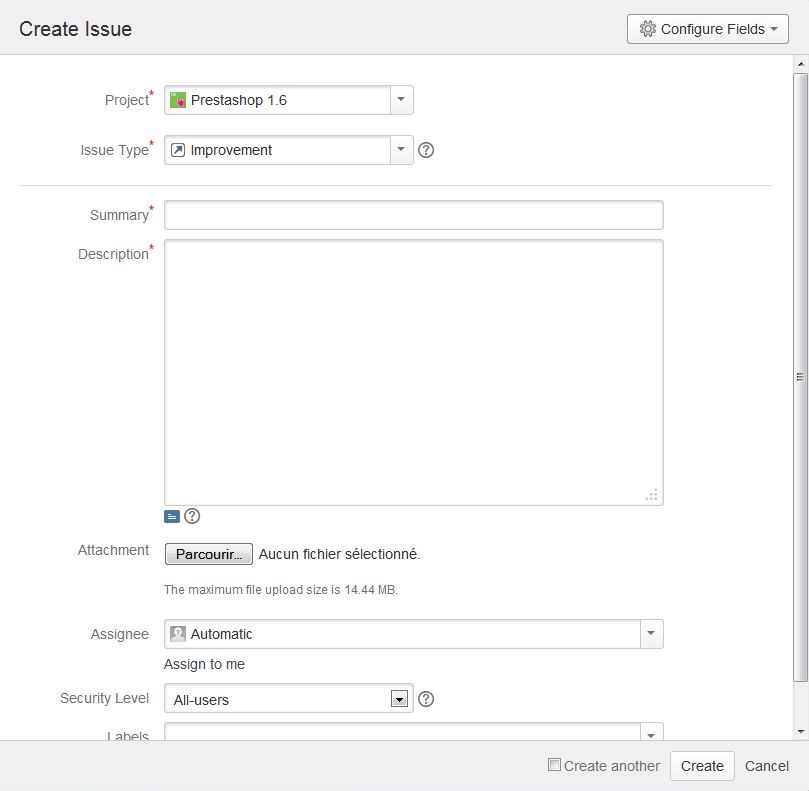 Create Issue
Configure Fields
Project*
Prestashop 1.6
Issue Type*
Improvement
Summary*
Description*
Attachment
Parcourir... Aucun fichier sélectionné.
The maximum file upload size is 14.44 MB.
Assignee
Automatic
Assign to me
Security Level
All-users
Labels
Create another
Create
Cancel